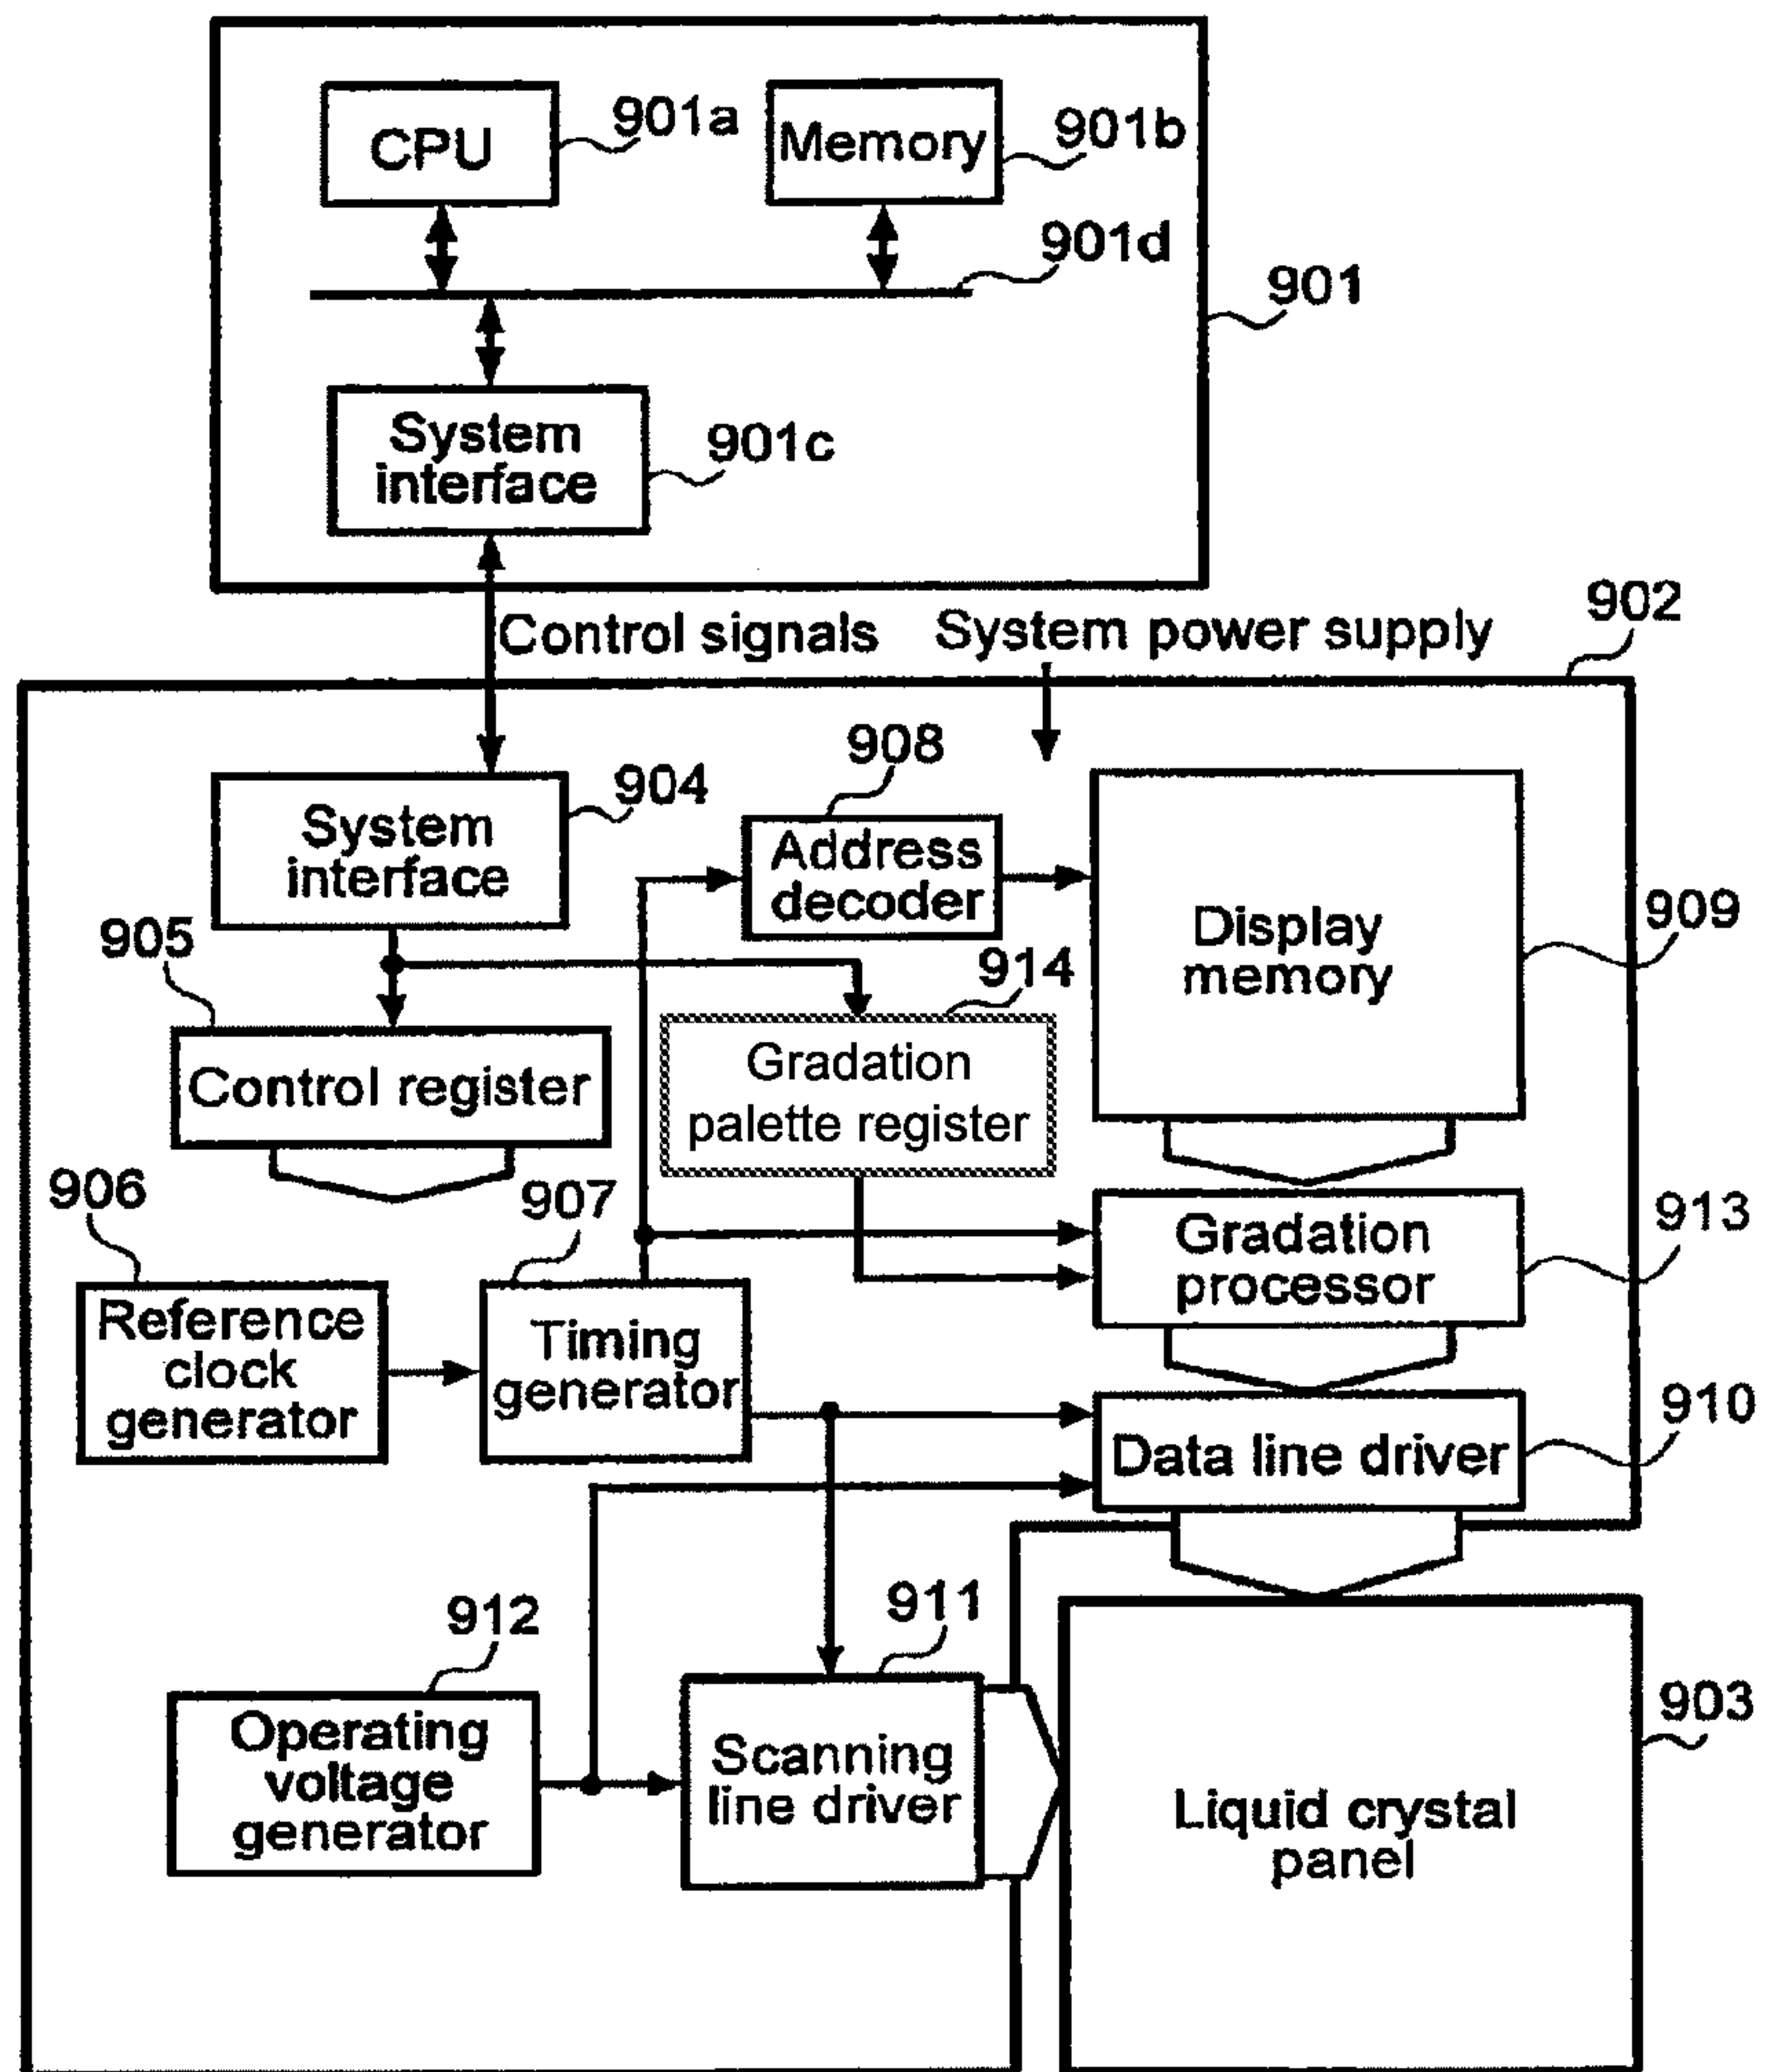 CPU
901a
Memory
901b
901d
901
System
interface
901c
902
Control signals
System power supply
908
System
interface
904
Address
decoder
Display
memory
909
905
914
Control register
Gradation
palette register
906
907
Gradation
processor
913
Reference
clock
generator
Timing
generator
910
Data line driver
912
911
Operating
voltage
generator
Scanning
line driver
903
Liquid crystal
panel